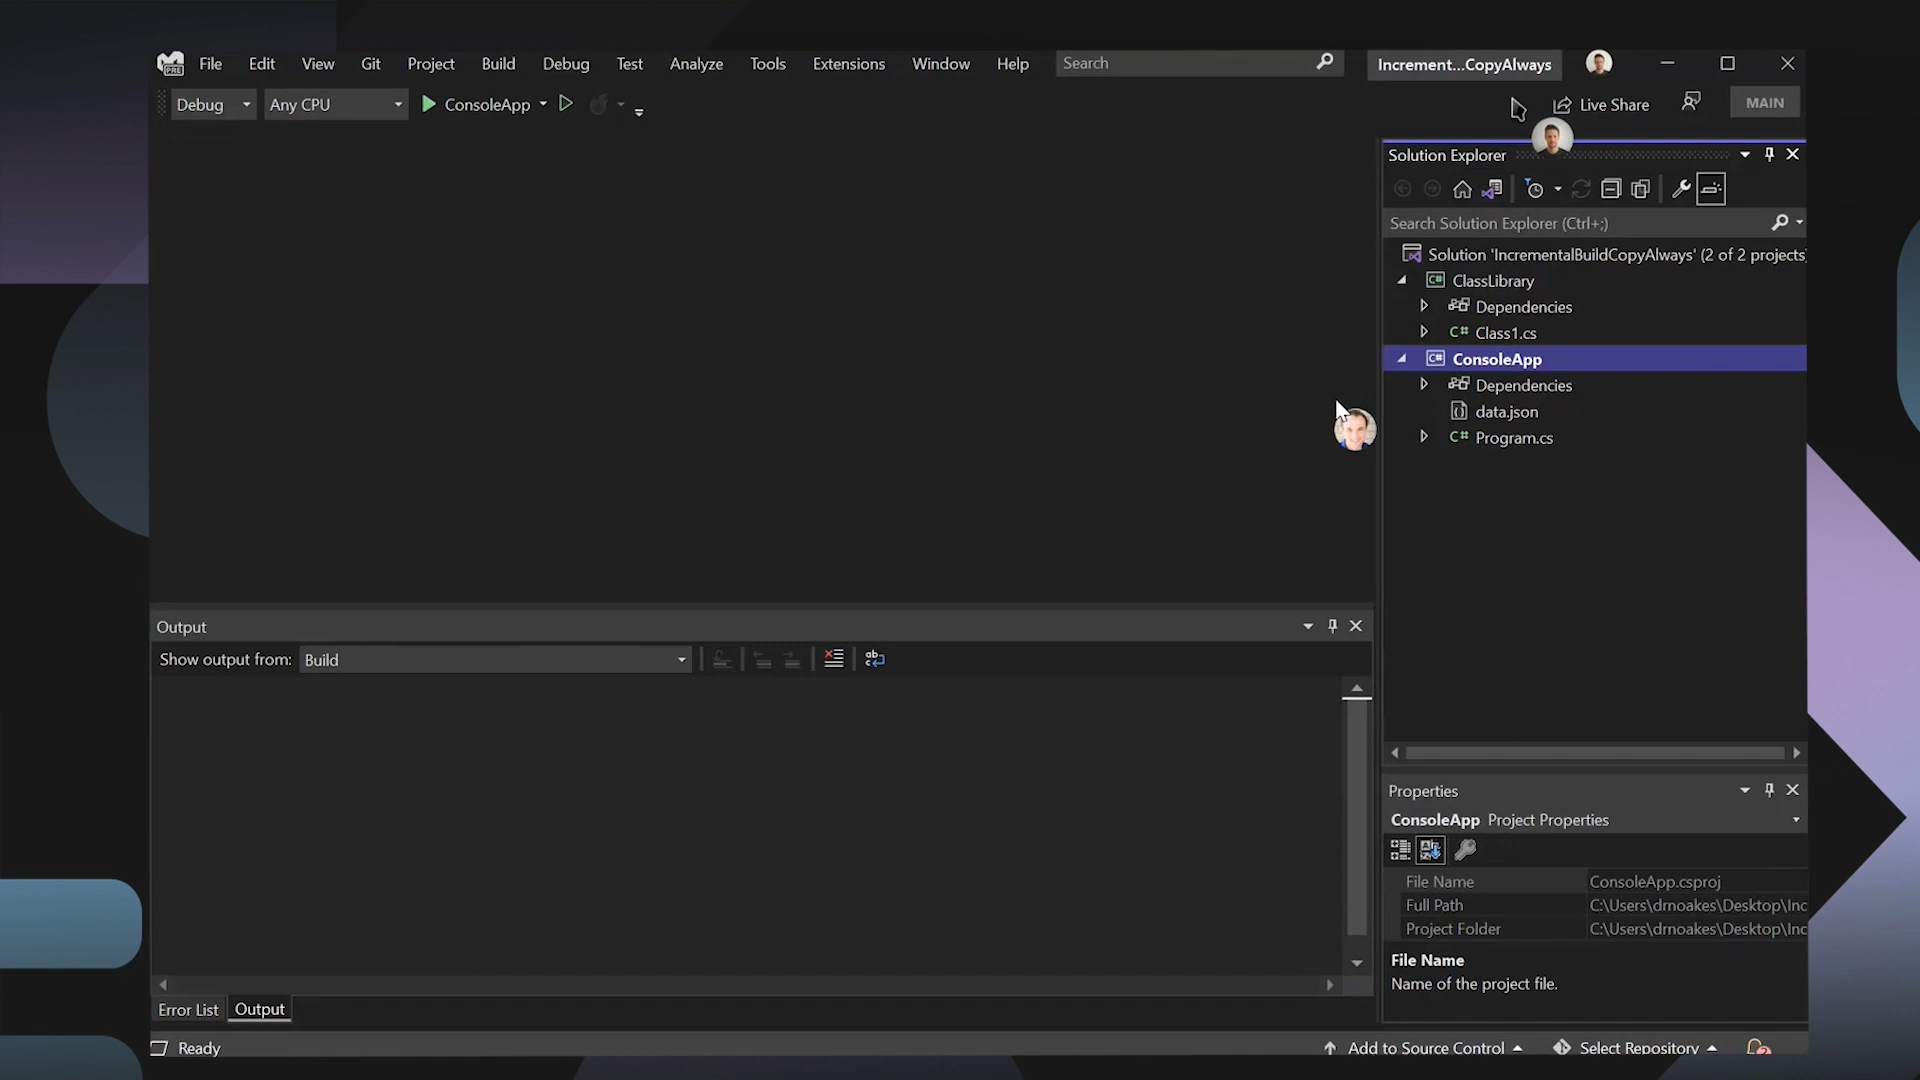 PRE File Edit View Git Project Build Debug Test Analyze Tools Extensions Window Help Search Increment...CopyAlways
Debug Any CPU ConsoleApp Live Share MAIN
Solution Explorer
Search Solution Explorer (Ctrl+;)
Solution 'IncrementalBuildCopyAlways' (2 of 2 projects)
C# ClassLibrary
Dependencies
C# Class1.cs
C# ConsoleApp
Dependencies
data.json
C# Program.cs
Output
Show output from: Build
Error List Output
Properties
ConsoleApp Project Properties
File Name ConsoleApp.csproj
Full Path C:\Users\drnoakes\Desktop\Inc
Project Folder C:\Users\drnoakes\Desktop\Inc
File Name
Name of the project file.
Ready Add to Source Control Select Repository 2